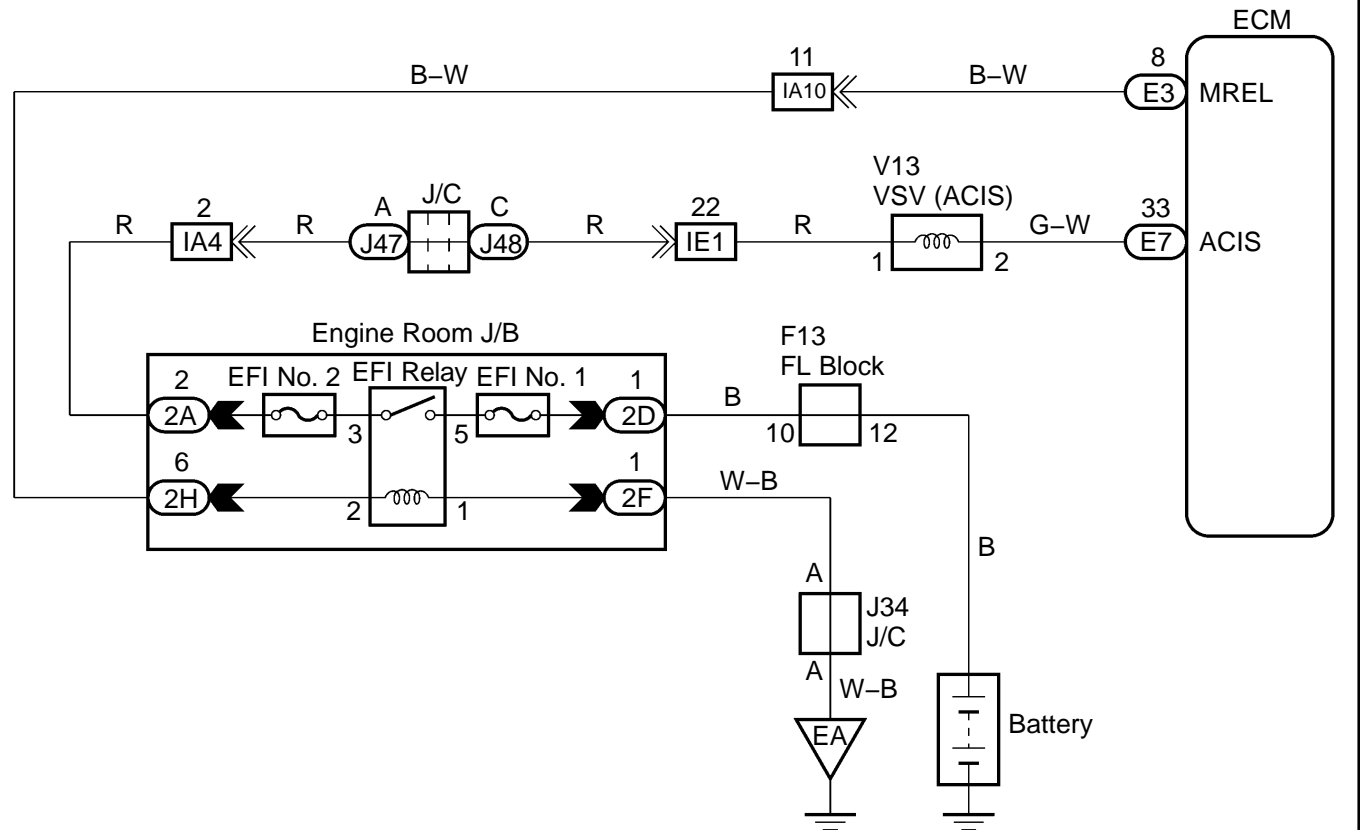 ECM
11
8
B–W
IA10
B–W
E3
MREL
V13
VSV (ACIS)
2
A
J/C
C
22
33
R
IA4
R
J47
J48
R
IE1
R
G–W
E7
ACIS
1
2
Engine Room J/B
F13
FL Block
2
EFI No. 2
EFI Relay
EFI No. 1
1
2A
3
5
2D
B
10
12
6
1
2H
2
1
2F
W–B
B
A
J34
J/C
A
W–B
EA
Battery